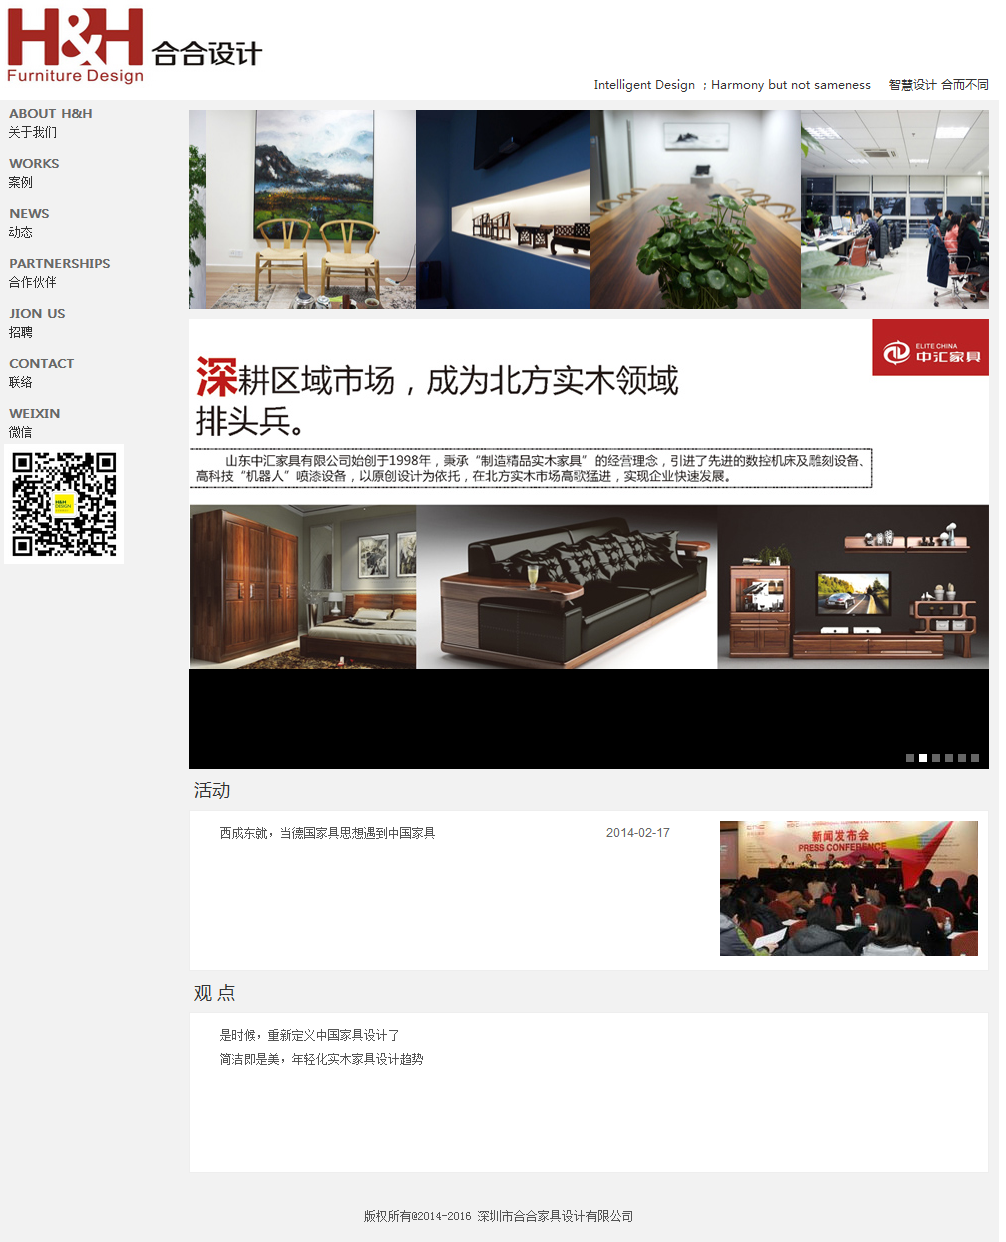 H&H
Furniture Design
合合设计
Intelligent Design ；Harmony but not sameness 智慧设计 合而不同
ABOUT H&H
关于我们
WORKS
案例
NEWS
动态
PARTNERSHIPS
合作伙伴
JION US
招聘
CONTACT
联络
WEIXIN
微信
H&H
DESIGN
ELITE CHINA
中汇家具
深耕区域市场，成为北方实木领域
排头兵。
山东中汇家具有限公司始创于1998年，秉承“制造精品实木家具”的经营理念，引进了先进的数控机床及雕刻设备、
高科技“机器人”喷漆设备，以原创设计为依托，在北方实木市场高歌猛进，实现企业快速发展。
活动
西成东就，当德国家具思想遇到中国家具 2014-02-17
新闻发布会
PRESS CONFERENCE
观 点
是时候，重新定义中国家具设计了
简洁即是美，年轻化实木家具设计趋势
版权所有@2014-2016 深圳市合合家具设计有限公司